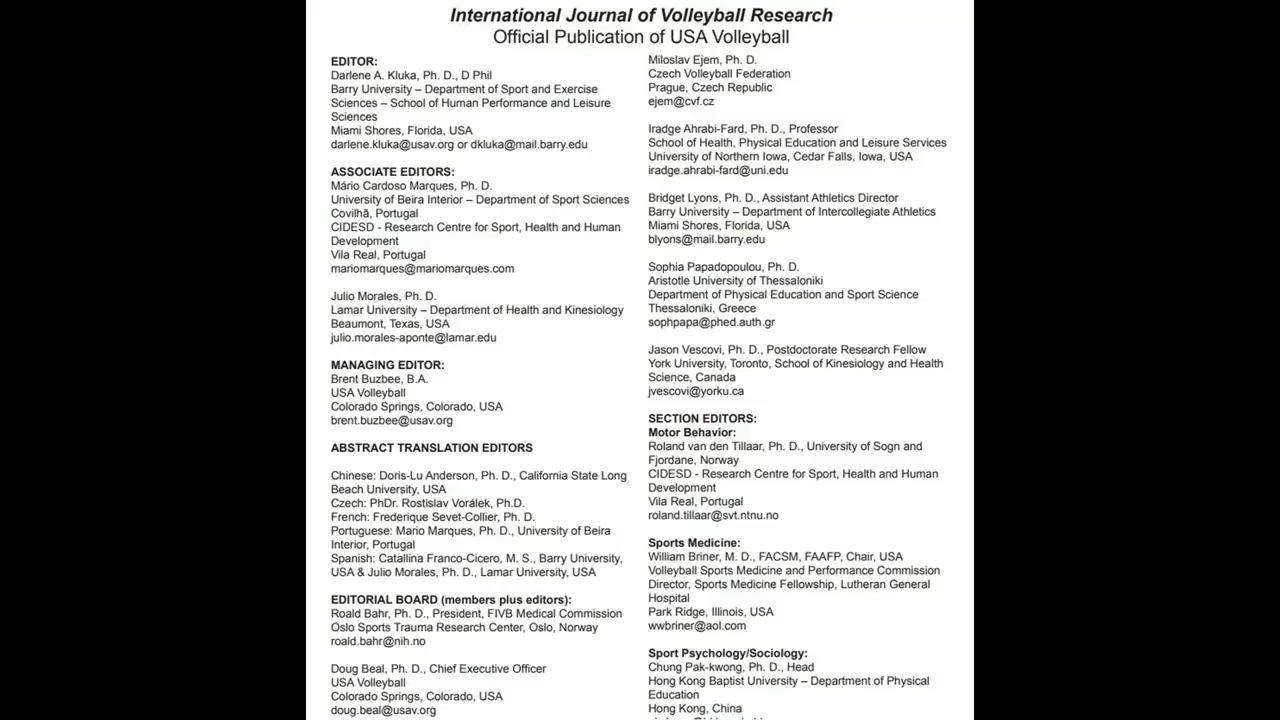 International Journal of Volleyball Research
Official Publication of USA Volleyball
EDITOR:
Darlene A. Kluka, Ph. D., D Phil
Barry University – Department of Sport and Exercise
Sciences – School of Human Performance and Leisure
Sciences
Miami Shores, Florida, USA
darlene.kluka@usav.org or dkluka@mail.barry.edu
ASSOCIATE EDITORS:
Mário Cardoso Marques, Ph. D.
University of Beira Interior – Department of Sport Sciences
Covilhã, Portugal
CIDESD - Research Centre for Sport, Health and Human
Development
Vila Real, Portugal
mariomarques@mariomarques.com
Julio Morales, Ph. D.
Lamar University – Department of Health and Kinesiology
Beaumont, Texas, USA
julio.morales-aponte@lamar.edu
MANAGING EDITOR:
Brent Buzbee, B.A.
USA Volleyball
Colorado Springs, Colorado, USA
brent.buzbee@usav.org
ABSTRACT TRANSLATION EDITORS
Chinese: Doris-Lu Anderson, Ph. D., California State Long
Beach University, USA
Czech: PhDr. Rostislav Vorálek, Ph.D.
French: Frederique Sevet-Collier, Ph. D.
Portuguese: Mario Marques, Ph. D., University of Beira
Interior, Portugal
Spanish: Catallina Franco-Cicero, M. S., Barry University,
USA & Julio Morales, Ph. D., Lamar University, USA
EDITORIAL BOARD (members plus editors):
Roald Bahr, Ph. D., President, FIVB Medical Commission
Oslo Sports Trauma Research Center, Oslo, Norway
roald.bahr@nih.no
Doug Beal, Ph. D., Chief Executive Officer
USA Volleyball
Colorado Springs, Colorado, USA
doug.beal@usav.org
Miloslav Ejem, Ph. D.
Czech Volleyball Federation
Prague, Czech Republic
ejem@cvf.cz
Iradge Ahrabi-Fard, Ph. D., Professor
School of Health, Physical Education and Leisure Services
University of Northern Iowa, Cedar Falls, Iowa, USA
iradge.ahrabi-fard@uni.edu
Bridget Lyons, Ph. D., Assistant Athletics Director
Barry University – Department of Intercollegiate Athletics
Miami Shores, Florida, USA
blyons@mail.barry.edu
Sophia Papadopoulou, Ph. D.
Aristotle University of Thessaloniki
Department of Physical Education and Sport Science
Thessaloniki, Greece
sophpapa@phed.auth.gr
Jason Vescovi, Ph. D., Postdoctorate Research Fellow
York University, Toronto, School of Kinesiology and Health
Science, Canada
jvescovi@yorku.ca
SECTION EDITORS:
Motor Behavior:
Roland van den Tillaar, Ph. D., University of Sogn and
Fjordane, Norway
CIDESD - Research Centre for Sport, Health and Human
Development
Vila Real, Portugal
roland.tillaar@svt.ntnu.no
Sports Medicine:
William Briner, M. D., FACSM, FAAFP, Chair, USA
Volleyball Sports Medicine and Performance Commission
Director, Sports Medicine Fellowship, Lutheran General
Hospital
Park Ridge, Illinois, USA
wwbriner@aol.com
Sport Psychology/Sociology:
Chung Pak-kwong, Ph. D., Head
Hong Kong Baptist University – Department of Physical
Education
Hong Kong, China